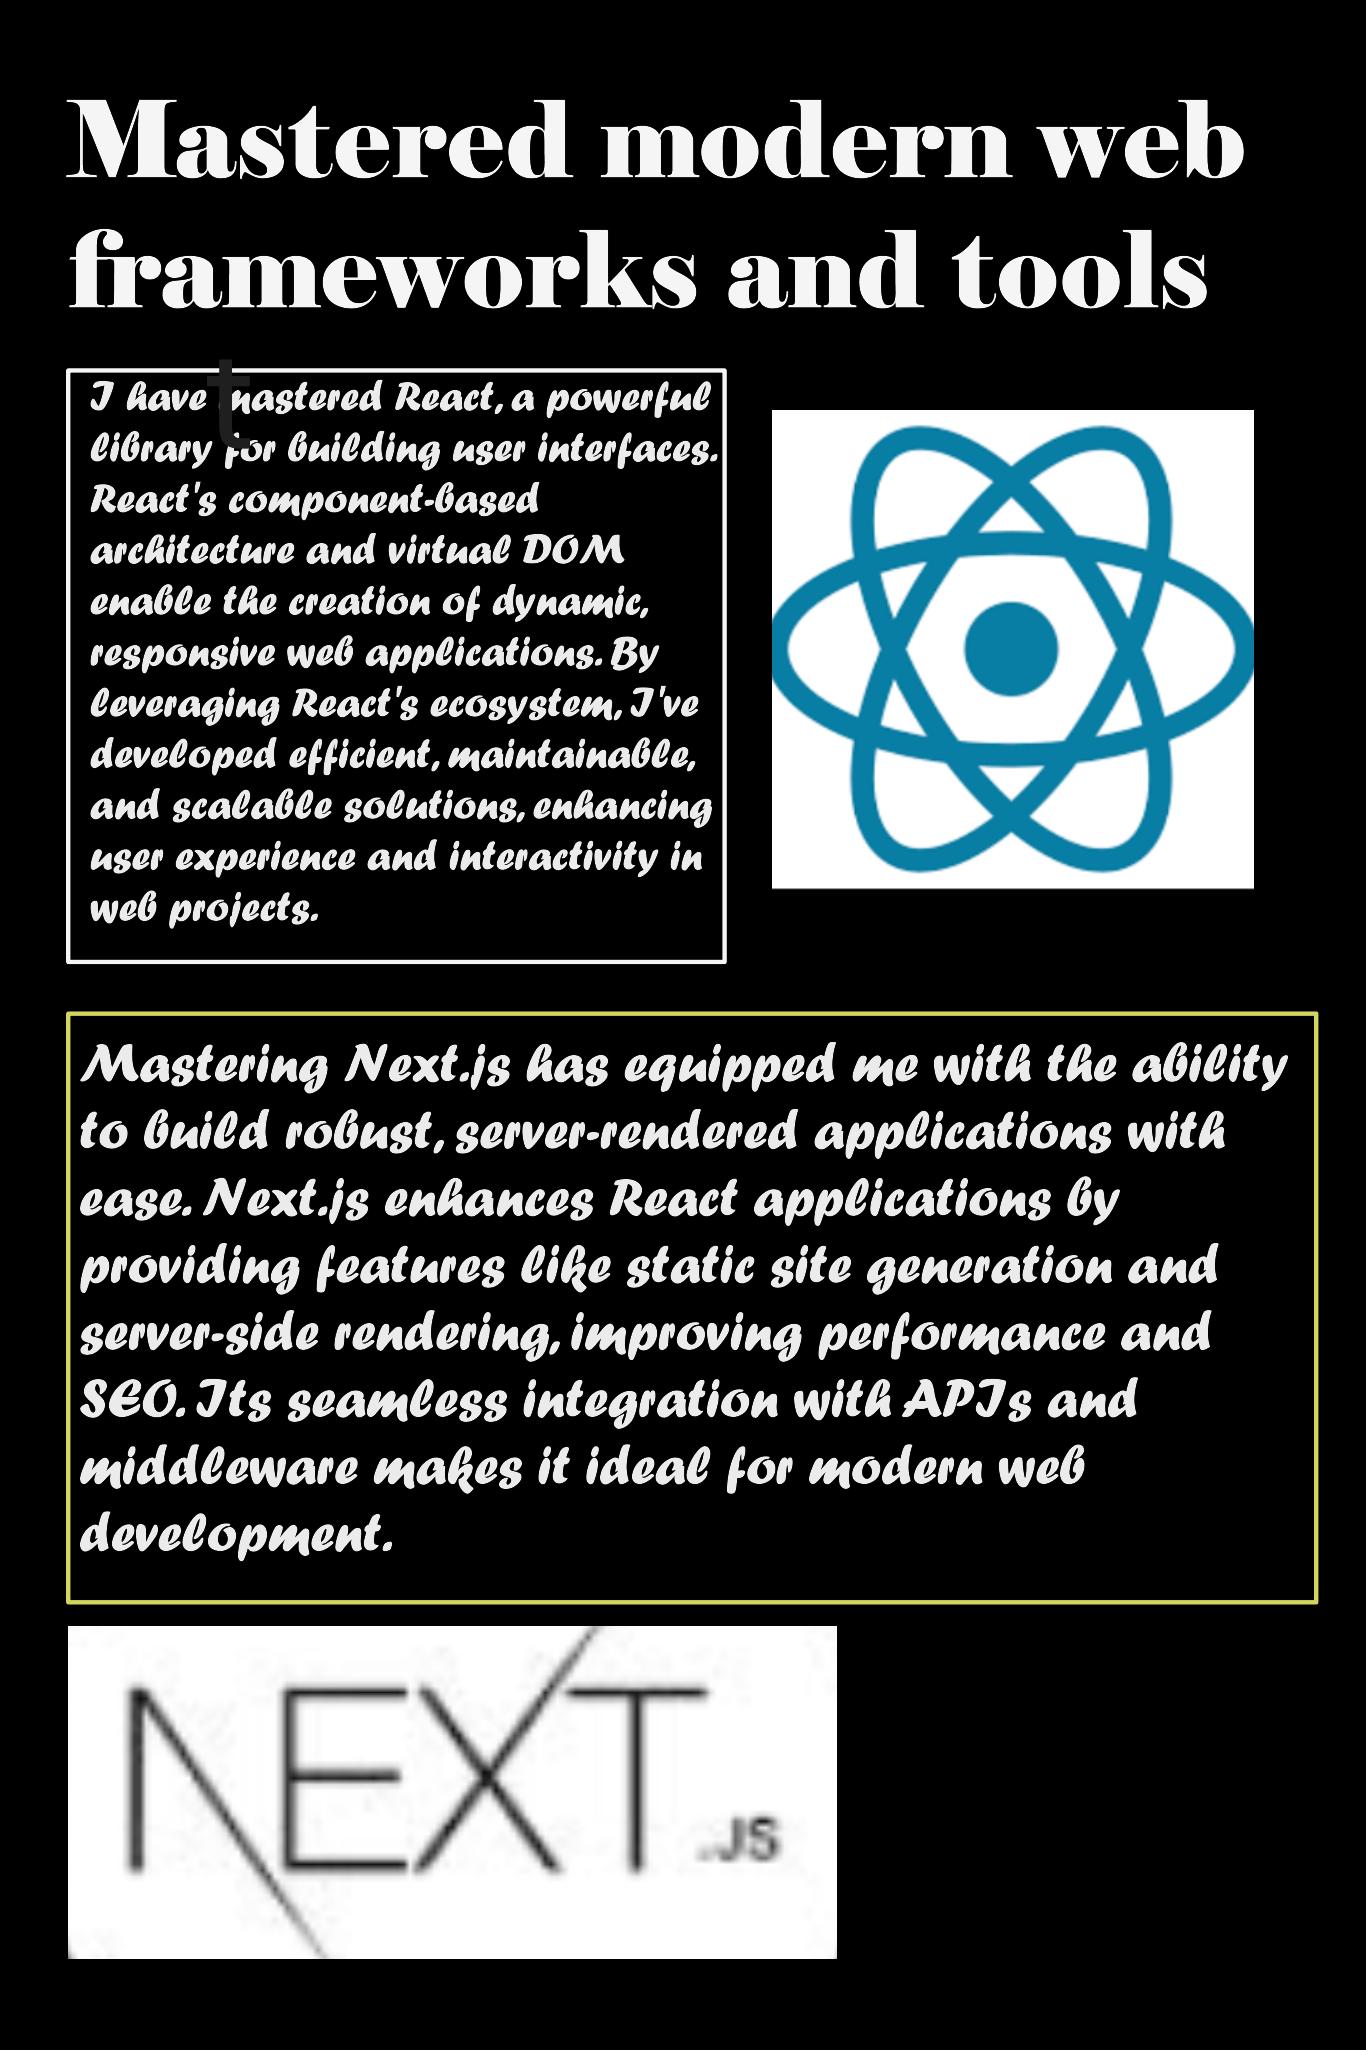 Mastered modern web
frameworks and tools
t
I have mastered React, a powerful
library for building user interfaces.
React's component-based
architecture and virtual DOM
enable the creation of dynamic,
responsive web applications. By
leveraging React's ecosystem, I've
developed efficient, maintainable,
and scalable solutions, enhancing
user experience and interactivity in
web projects.
Mastering Next.js has equipped me with the ability
to build robust, server-rendered applications with
ease. Next.js enhances React applications by
providing features like static site generation and
server-side rendering, improving performance and
SEO. Its seamless integration with APIs and
middleware makes it ideal for modern web
development.
NEXT.JS